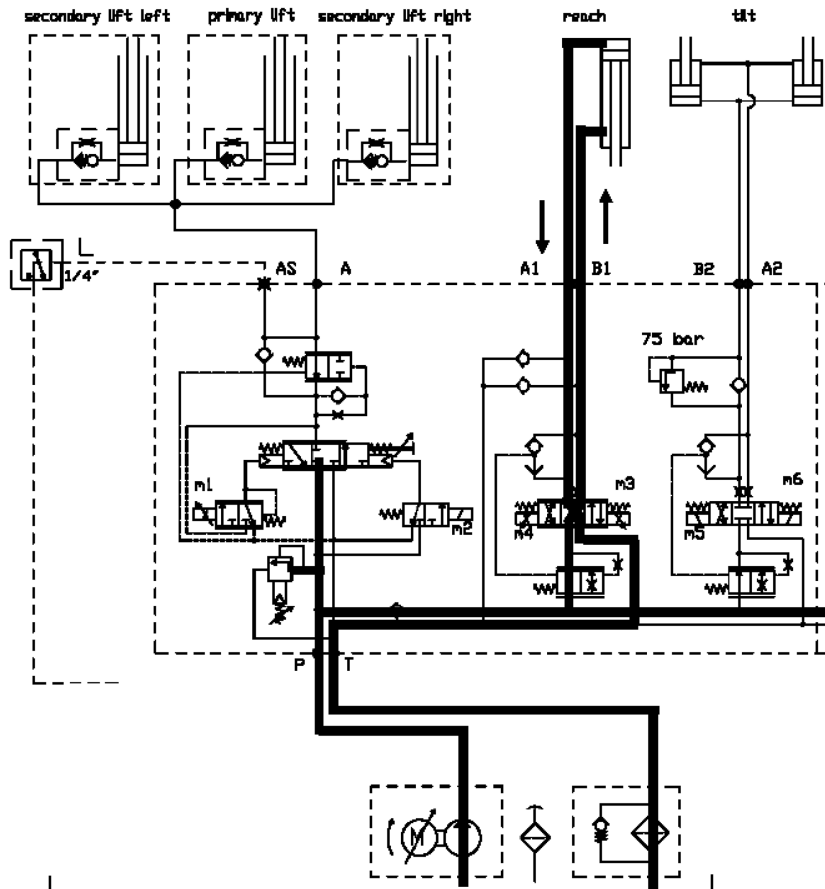 secondary lift left primary lift secondary lift right reach tilt
1/4"
AS A A1 B1 B2 A2
75 bar
m1 m2 m3 m4 m5 m6
P T
M